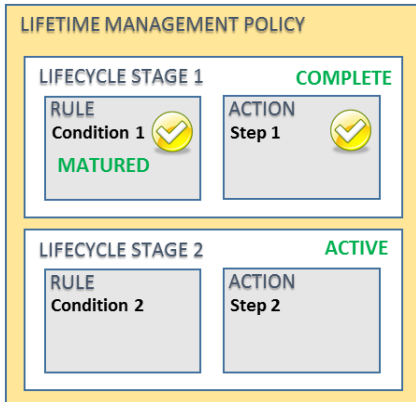 LIFETIME MANAGEMENT POLICY
LIFECYCLE STAGE 1 COMPLETE
RULE
Condition 1
MATURED
ACTION
Step 1
LIFECYCLE STAGE 2 ACTIVE
RULE
Condition 2
ACTION
Step 2